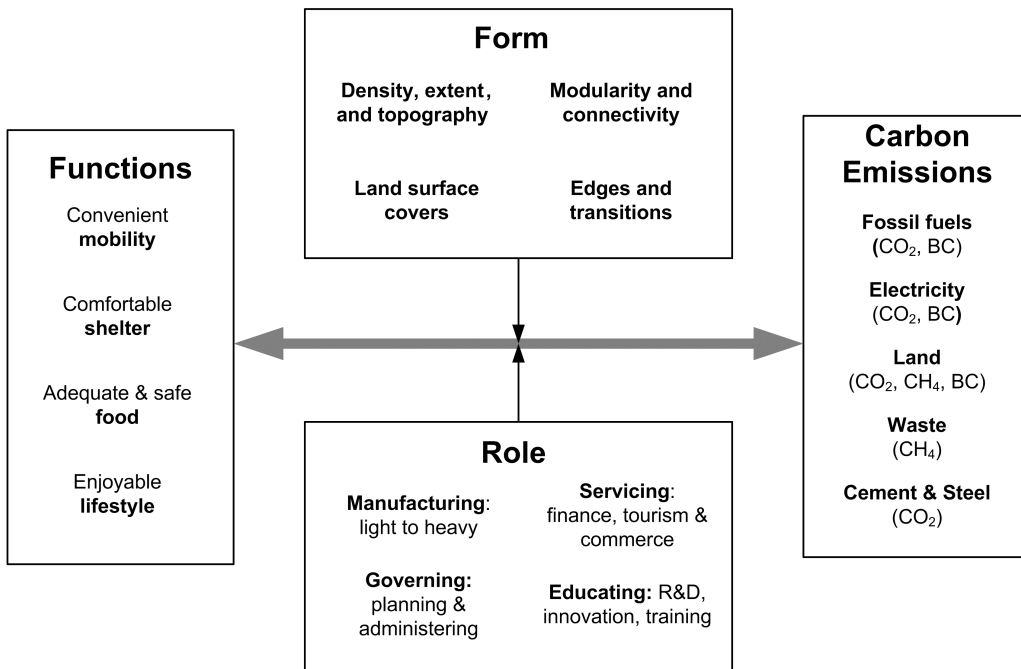 Form
Density, extent,
and topography
Modularity and
connectivity
Land surface
covers
Edges and
transitions
Functions
Convenient
mobility
Comfortable
shelter
Adequate & safe
food
Enjoyable
lifestyle
Carbon
Emissions
Fossil fuels
(CO₂, BC)
Electricity
(CO₂, BC)
Land
(CO₂, CH₄, BC)
Waste
(CH₄)
Cement & Steel
(CO₂)
Role
Manufacturing:
light to heavy
Servicing:
finance, tourism &
commerce
Governing:
planning &
administering
Educating: R&D,
innovation, training